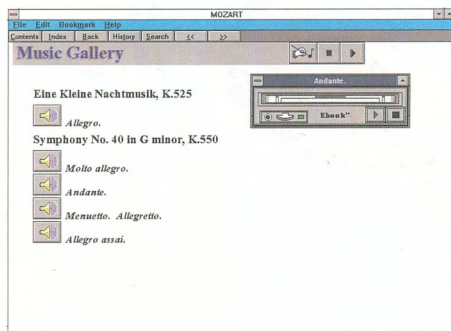 MOZART
File Edit Bookmark Help
Contents Index Back History Search << >>
Music Gallery
Andante.
Ebook™
Eine Kleine Nachtmusik, K.525
Allegro.
Symphony No. 40 in G minor, K.550
Molto allegro.
Andante.
Menuetto. Allegretto.
Allegro assai.